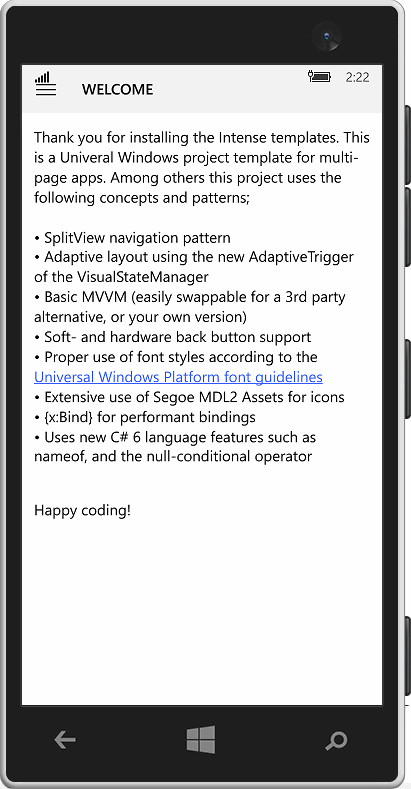 2:22
WELCOME
Thank you for installing the Intense templates. This
is a Univeral Windows project template for multi-
page apps. Among others this project uses the
following concepts and patterns;
• SplitView navigation pattern
• Adaptive layout using the new AdaptiveTrigger
of the VisualStateManager
• Basic MVVM (easily swappable for a 3rd party
alternative, or your own version)
• Soft- and hardware back button support
• Proper use of font styles according to the
Universal Windows Platform font guidelines
• Extensive use of Segoe MDL2 Assets for icons
• {x:Bind} for performant bindings
• Uses new C# 6 language features such as
nameof, and the null-conditional operator
Happy coding!